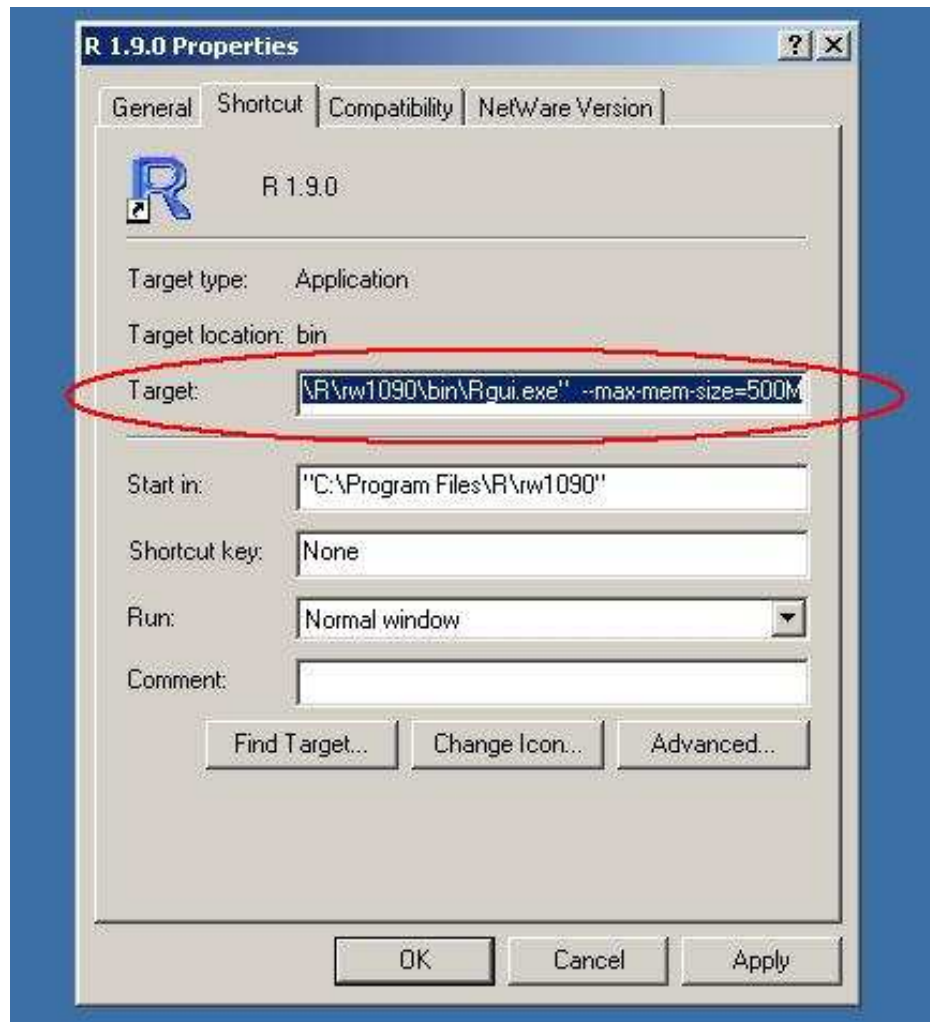 R 1.9.0 Properties
General Shortcut Compatibility NetWare Version
R 1.9.0
Target type: Application
Target location: bin
Target: \R\rw1090\bin\Rgui.exe" --max-mem-size=500M
Start in: "C:\Program Files\R\rw1090"
Shortcut key: None
Run: Normal window
Comment:
Find Target... Change Icon... Advanced...
OK Cancel Apply